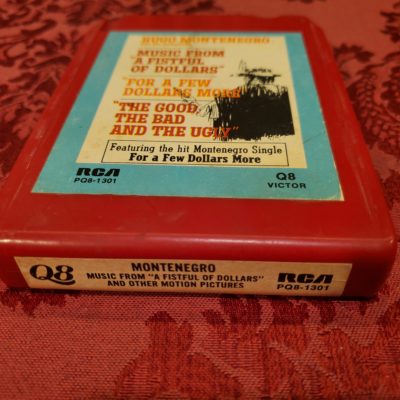 HUGO MONTENEGRO
MUSIC FROM
"A FISTFUL
OF DOLLARS"
"FOR A FEW
DOLLARS MORE"
"THE GOOD,
THE BAD
AND THE UGLY"
Featuring the hit Montenegro Single
For a Few Dollars More
RCA
PQ8-1301
Q8
VICTOR
Q8
MONTENEGRO
MUSIC FROM "A FISTFUL OF DOLLARS"
AND OTHER MOTION PICTURES
RCA
PQ8-1301